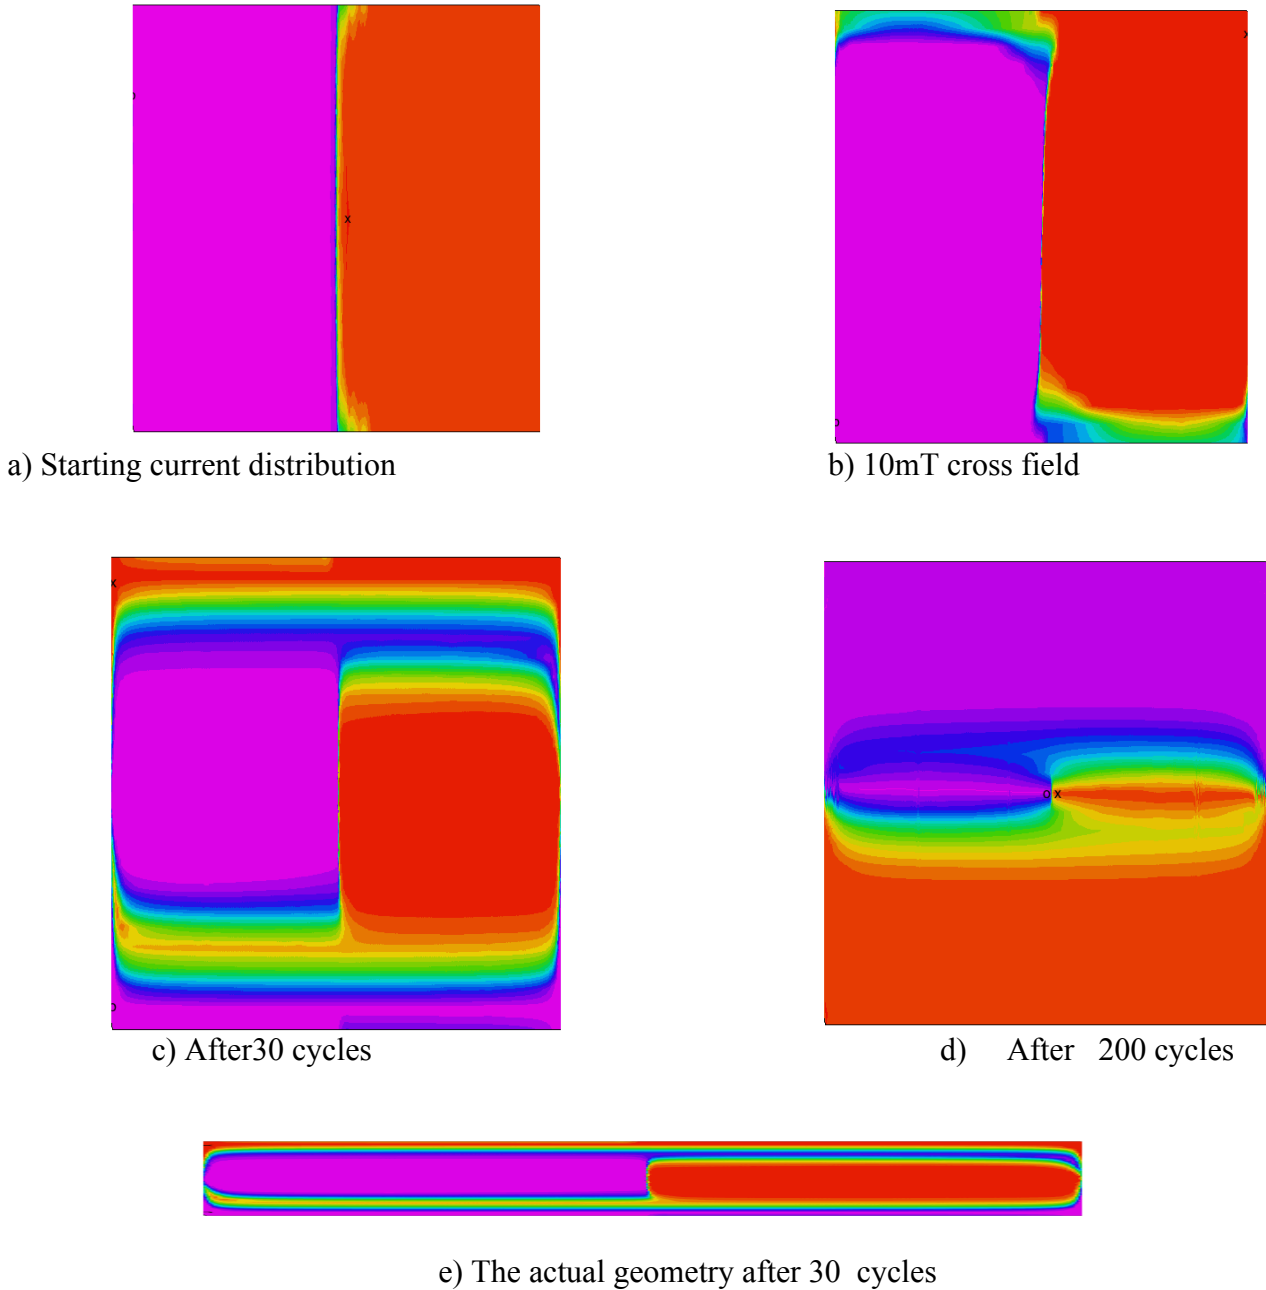 a) Starting current distribution
b) 10mT cross field
c) After30 cycles
d) After 200 cycles
e) The actual geometry after 30 cycles